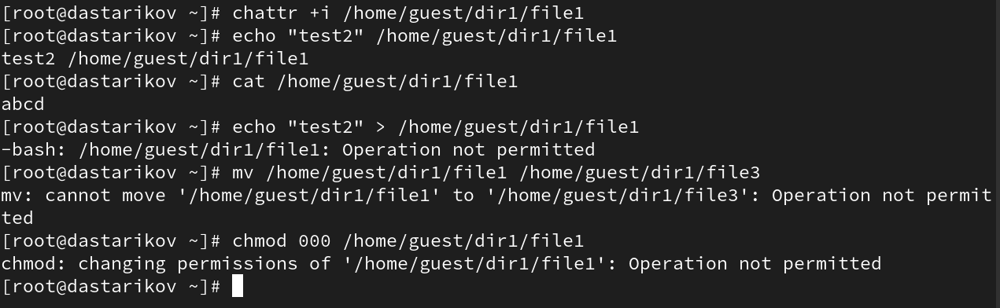 [root@dastarikov ~]# chattr +i /home/guest/dir1/file1
[root@dastarikov ~]# echo "test2" /home/guest/dir1/file1
test2 /home/guest/dir1/file1
[root@dastarikov ~]# cat /home/guest/dir1/file1
abcd
[root@dastarikov ~]# echo "test2" > /home/guest/dir1/file1
-bash: /home/guest/dir1/file1: Operation not permitted
[root@dastarikov ~]# mv /home/guest/dir1/file1 /home/guest/dir1/file3
mv: cannot move '/home/guest/dir1/file1' to '/home/guest/dir1/file3': Operation not permit
ted
[root@dastarikov ~]# chmod 000 /home/guest/dir1/file1
chmod: changing permissions of '/home/guest/dir1/file1': Operation not permitted
[root@dastarikov ~]#